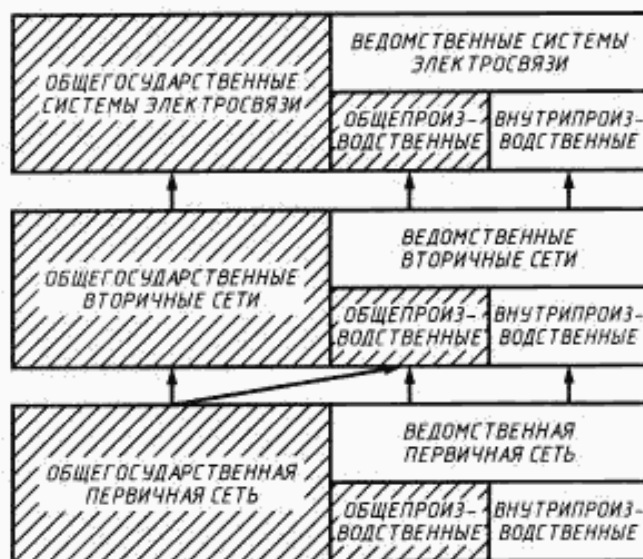 ОБЩЕГОСУДАРСТВЕННЫЕ
СИСТЕМЫ ЭЛЕКТРОСВЯЗИ
ВЕДОМСТВЕННЫЕ СИСТЕМЫ
ЭЛЕКТРОСВЯЗИ
ОБЩЕПРОИЗ-
ВОДСТВЕННЫЕ
ВНУТРИПРОИЗ-
ВОДСТВЕННЫЕ
ОБЩЕГОСУДАРСТВЕННЫЕ
ВТОРИЧНЫЕ СЕТИ
ВЕДОМСТВЕННЫЕ
ВТОРИЧНЫЕ СЕТИ
ОБЩЕПРОИЗ-
ВОДСТВЕННЫЕ
ВНУТРИПРОИЗ-
ВОДСТВЕННЫЕ
ОБЩЕГОСУДАРСТВЕННАЯ
ПЕРВИЧНАЯ СЕТЬ
ВЕДОМСТВЕННАЯ
ПЕРВИЧНАЯ СЕТЬ
ОБЩЕПРОИЗ-
ВОДСТВЕННЫЕ
ВНУТРИПРОИЗ-
ВОДСТВЕННЫЕ